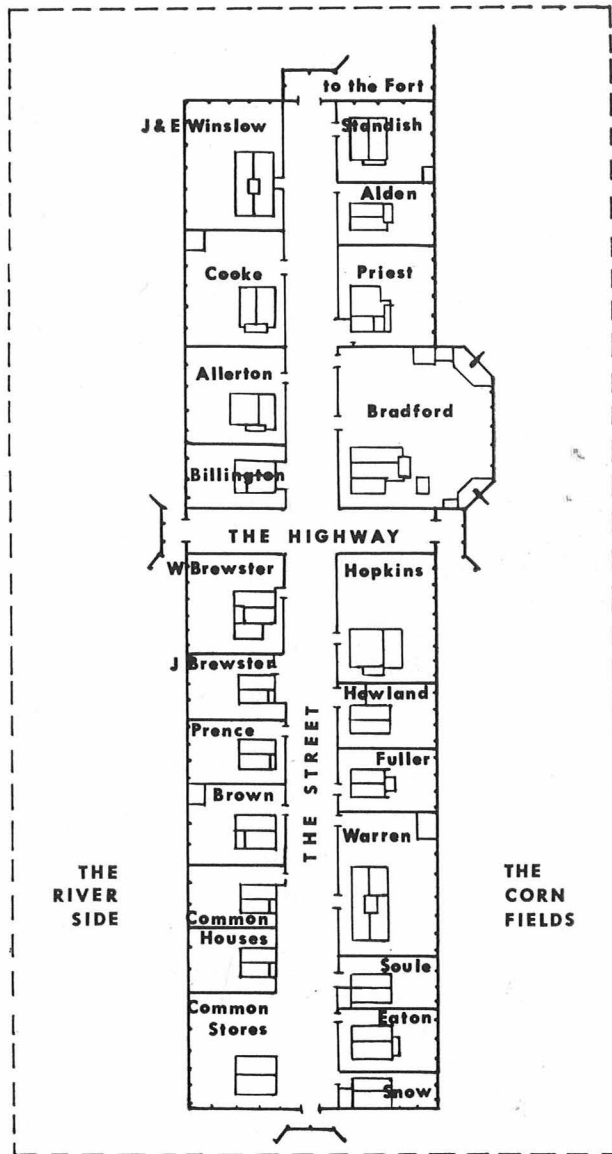 to the Fort
J & E Winslow
Standish
Alden
Cooke
Priest
Allerton
Bradford
Billington
THE HIGHWAY
W Brewster
Hopkins
J Brewster
Howland
Prence
Fuller
Brown
THE STREET
Warren
THE
RIVER
SIDE
THE
CORN
FIELDS
Common
Houses
Soule
Common
Stores
Eaton
Snow